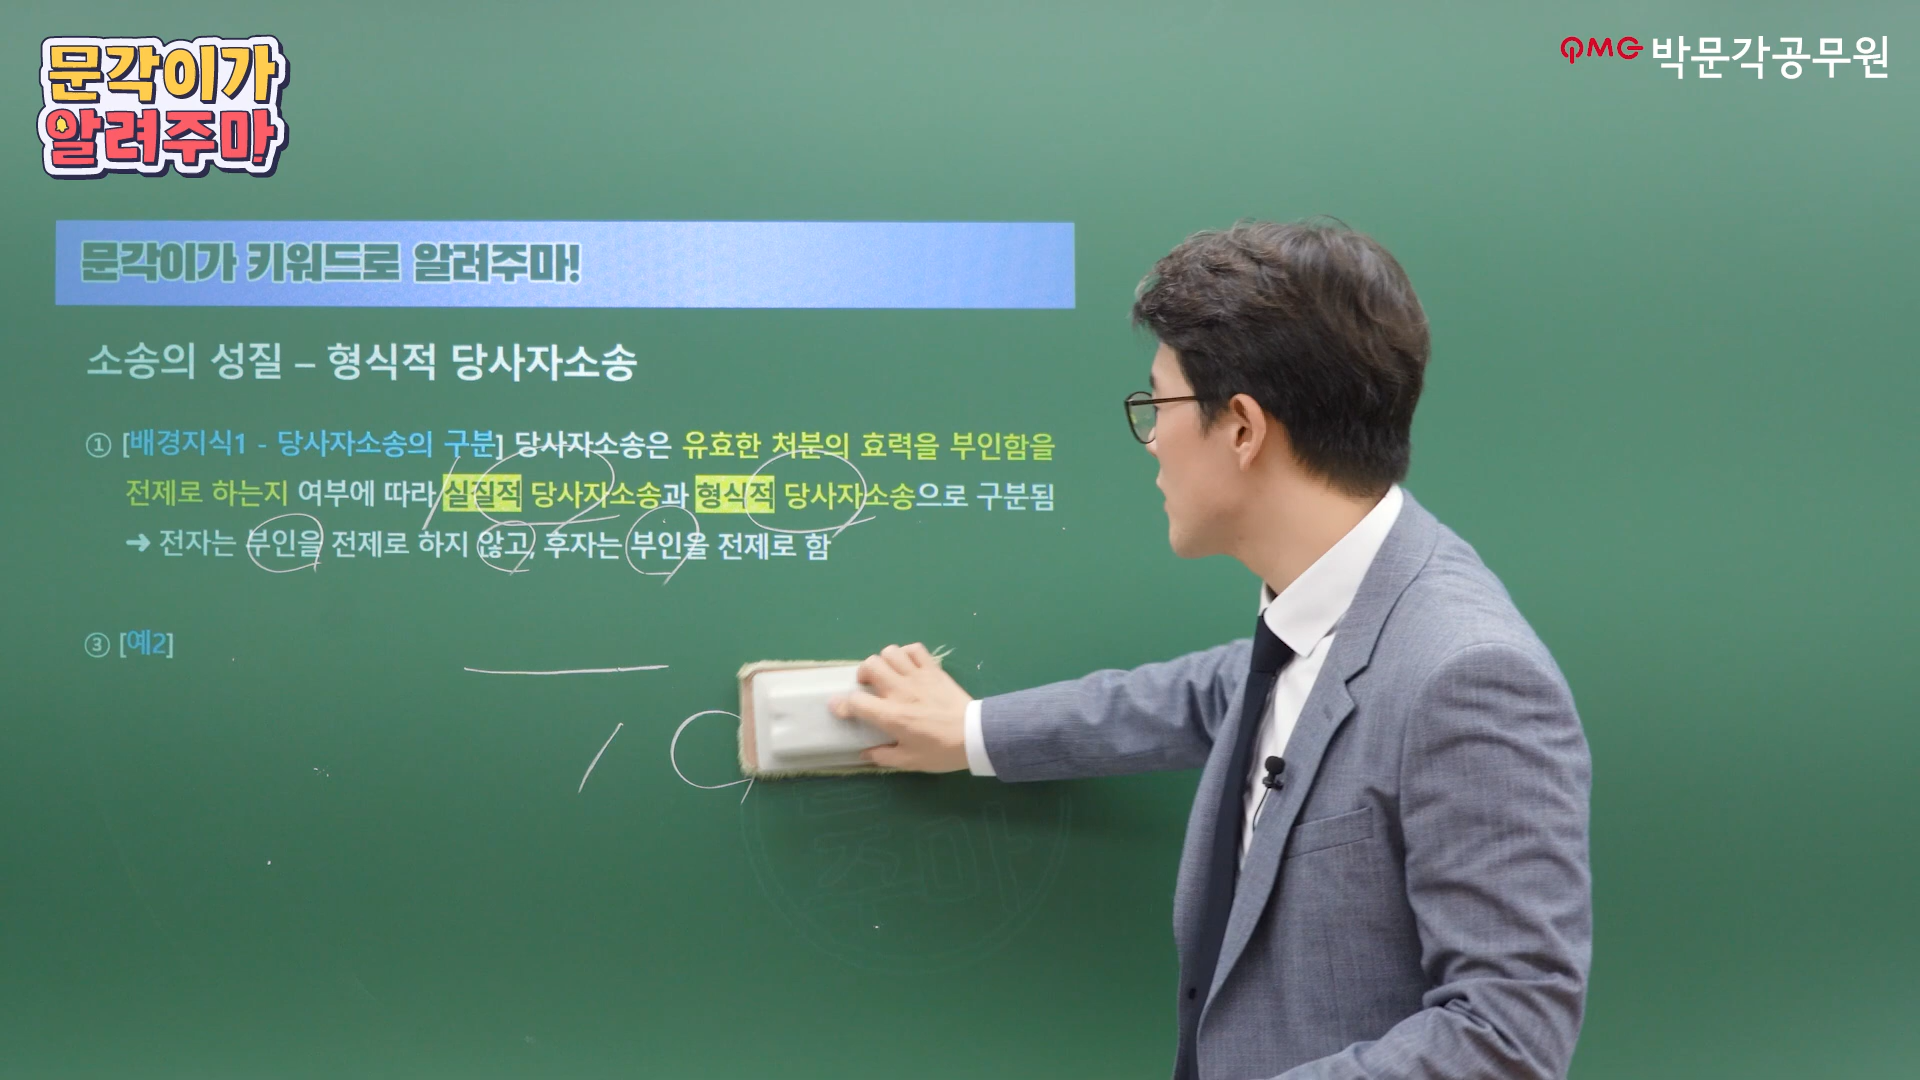 문각이가
알려주마
PMG 박문각공무원
문각이가 키워드로 알려주마!
소송의 성질 – 형식적 당사자소송
① [배경지식1 - 당사자소송의 구분] 당사자소송은 유효한 처분의 효력을 부인함을
전제로 하는지 여부에 따라 실질적 당사자소송과 형식적 당사자소송으로 구분됨
➜ 전자는 부인을 전제로 하지 않고, 후자는 부인을 전제로 함
③ [예2]
주마